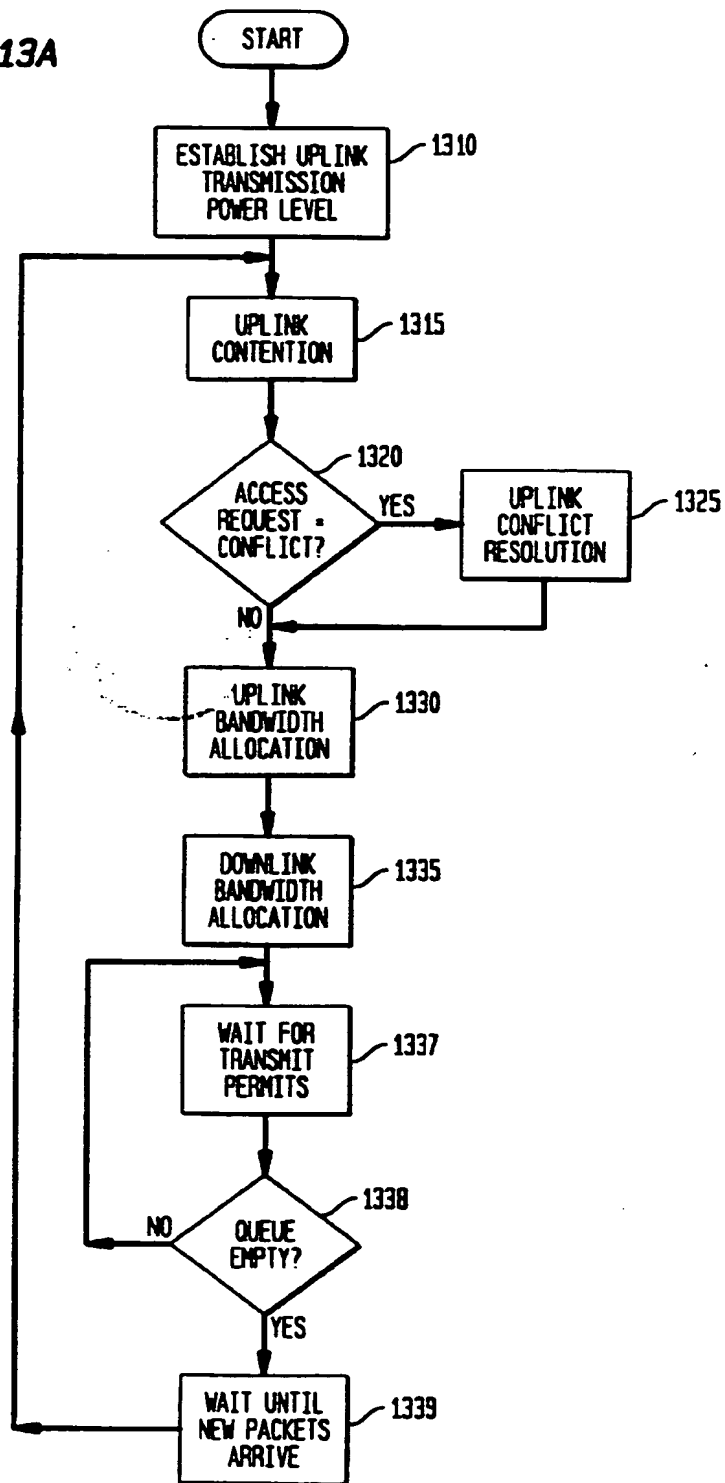 13A
START
ESTABLISH UPLINK
TRANSMISSION
POWER LEVEL
1310
UPLINK
CONTENTION
1315
ACCESS
REQUEST =
CONFLICT?
1320
YES
UPLINK
CONFLICT
RESOLUTION
1325
NO
UPLINK
BANDWIDTH
ALLOCATION
1330
DOWNLINK
BANDWIDTH
ALLOCATION
1335
WAIT FOR
TRANSMIT
PERMITS
1337
QUEUE
EMPTY?
1338
NO
YES
WAIT UNTIL
NEW PACKETS
ARRIVE
1339